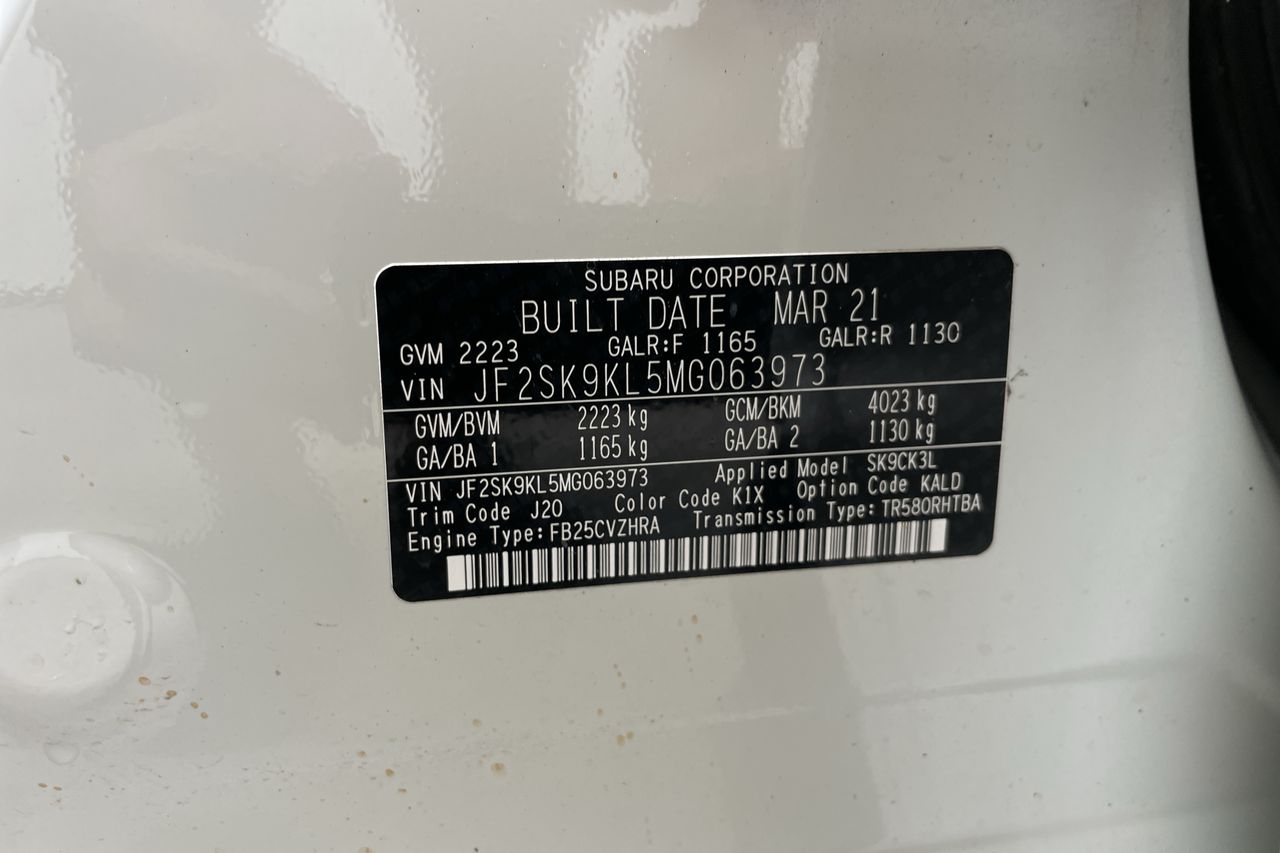 SUBARU CORPORATION
BUILT DATE MAR 21
GVM 2223 GALR:F 1165 GALR:R 1130
VIN JF2SK9KL5MG063973
GVM/BVM 2223 kg GCM/BKM 4023 kg
GA/BA 1 1165 kg GA/BA 2 1130 kg
VIN JF2SK9KL5MG063973 Applied Model SK9CK3L
Trim Code J20 Color Code K1X Option Code KALD
Engine Type:FB25CVZHRA Transmission Type:TR580RHTBA